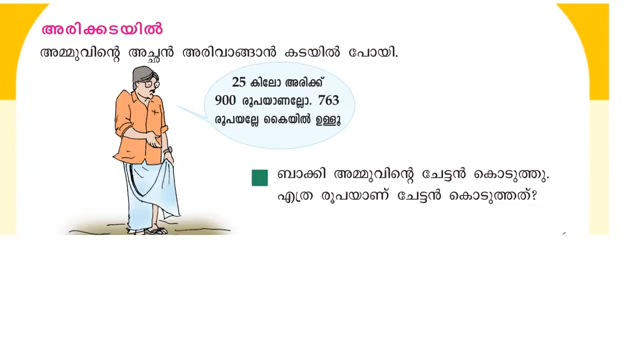 അരിക്കടയിൽ
അമ്മുവിന്റെ അച്ഛൻ അരിവാങ്ങാൻ കടയിൽ പോയി.
25 കിലോ അരിക്ക്
900 രൂപയാണല്ലോ. 763
രൂപയല്ലേ കൈയിൽ ഉള്ളൂ
ബാക്കി അമ്മുവിന്റെ ചേട്ടൻ കൊടുത്തു.
എത്ര രൂപയാണ് ചേട്ടൻ കൊടുത്തത്?